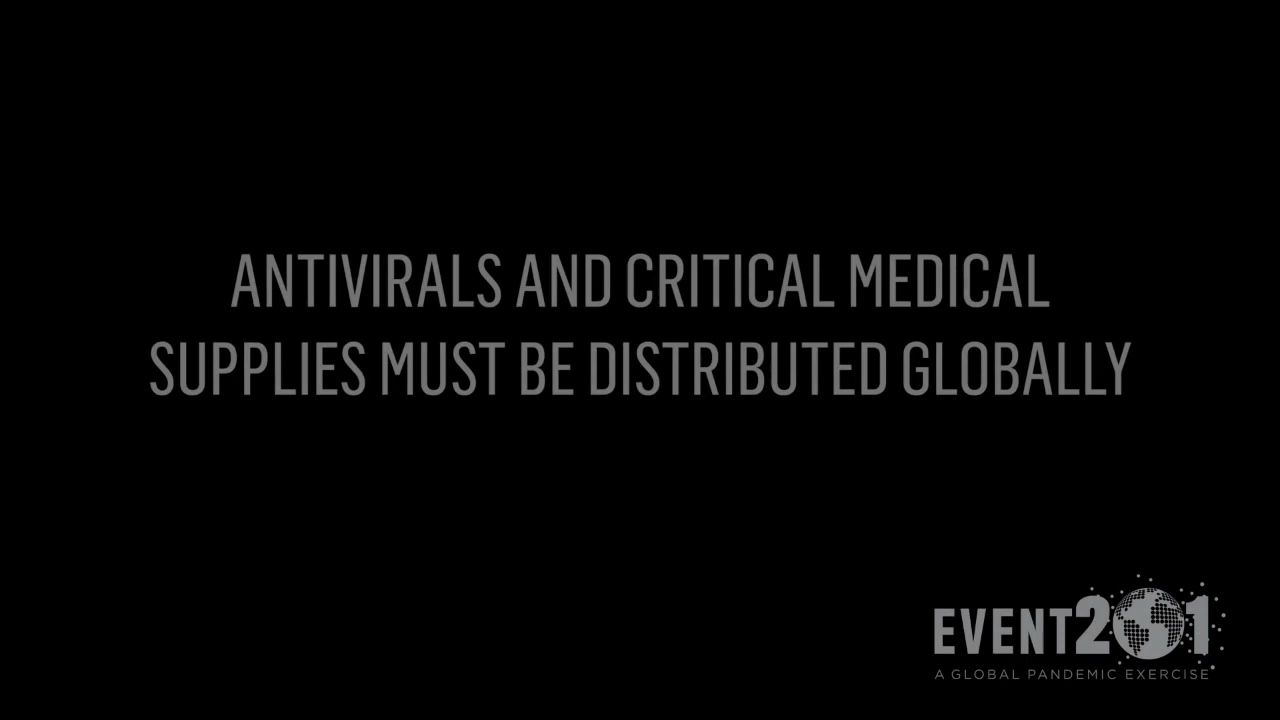 ANTIVIRALS AND CRITICAL MEDICAL
SUPPLIES MUST BE DISTRIBUTED GLOBALLY
EVENT201
A GLOBAL PANDEMIC EXERCISE